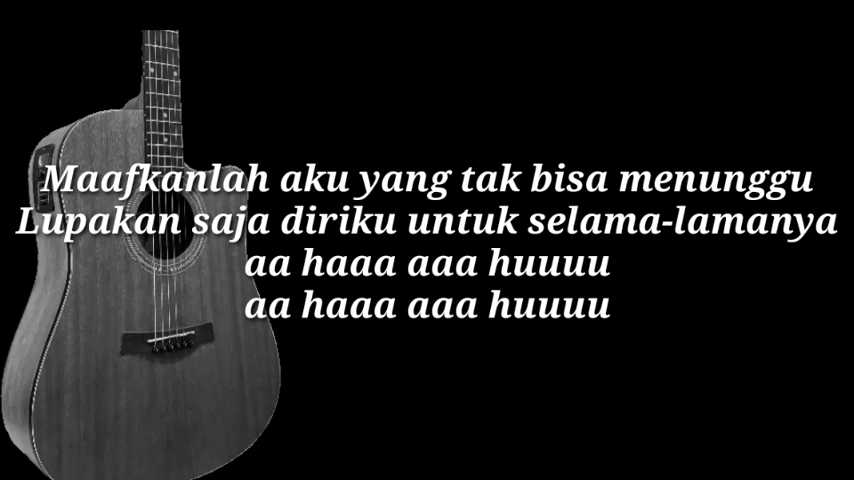 Maafkanlah aku yang tak bisa menunggu
Lupakan saja diriku untuk selama-lamanya
aa haaa aaa huuuu
aa haaa aaa huuuu